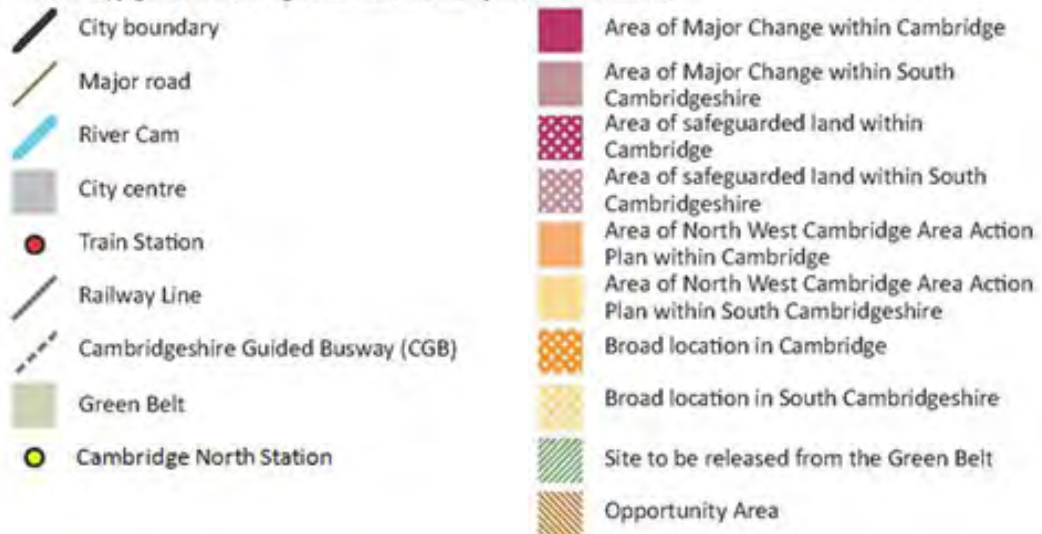 City boundary
Major road
River Cam
City centre
Train Station
Railway Line
Cambridgeshire Guided Busway (CGB)
Green Belt
Cambridge North Station
Area of Major Change within Cambridge
Area of Major Change within South
Cambridgeshire
Area of safeguarded land within
Cambridge
Area of safeguarded land within South
Cambridgeshire
Area of North West Cambridge Area Action
Plan within Cambridge
Area of North West Cambridge Area Action
Plan within South Cambridgeshire
Broad location in Cambridge
Broad location in South Cambridgeshire
Site to be released from the Green Belt
Opportunity Area